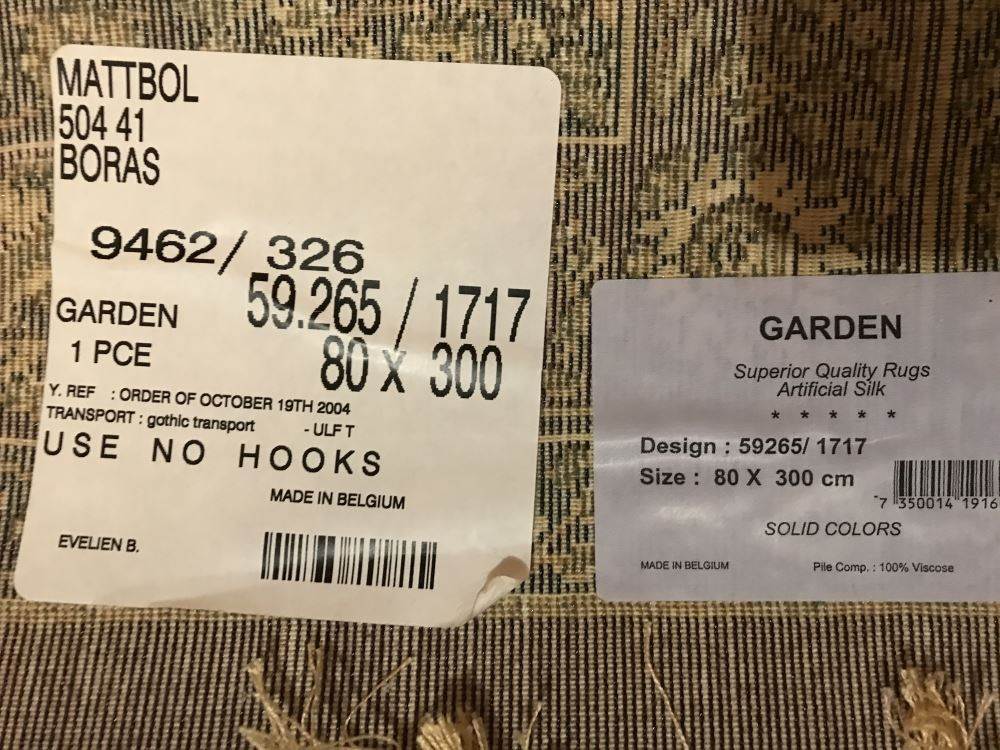 MATTBOL
504 41
BORAS
9462/ 326
59.265 / 1717
GARDEN
80 X 300
1 PCE
Y. REF : ORDER OF OCTOBER 19TH 2004
TRANSPORT : gothic transport - ULF T
USE NO HOOKS
MADE IN BELGIUM
EVELIEN B.
GARDEN
Superior Quality Rugs
Artificial Silk
* * * * *
Design : 59265/ 1717
Size : 80 X 300 cm
7 350014 1916
SOLID COLORS
MADE IN BELGIUM
Pile Comp. : 100% Viscose